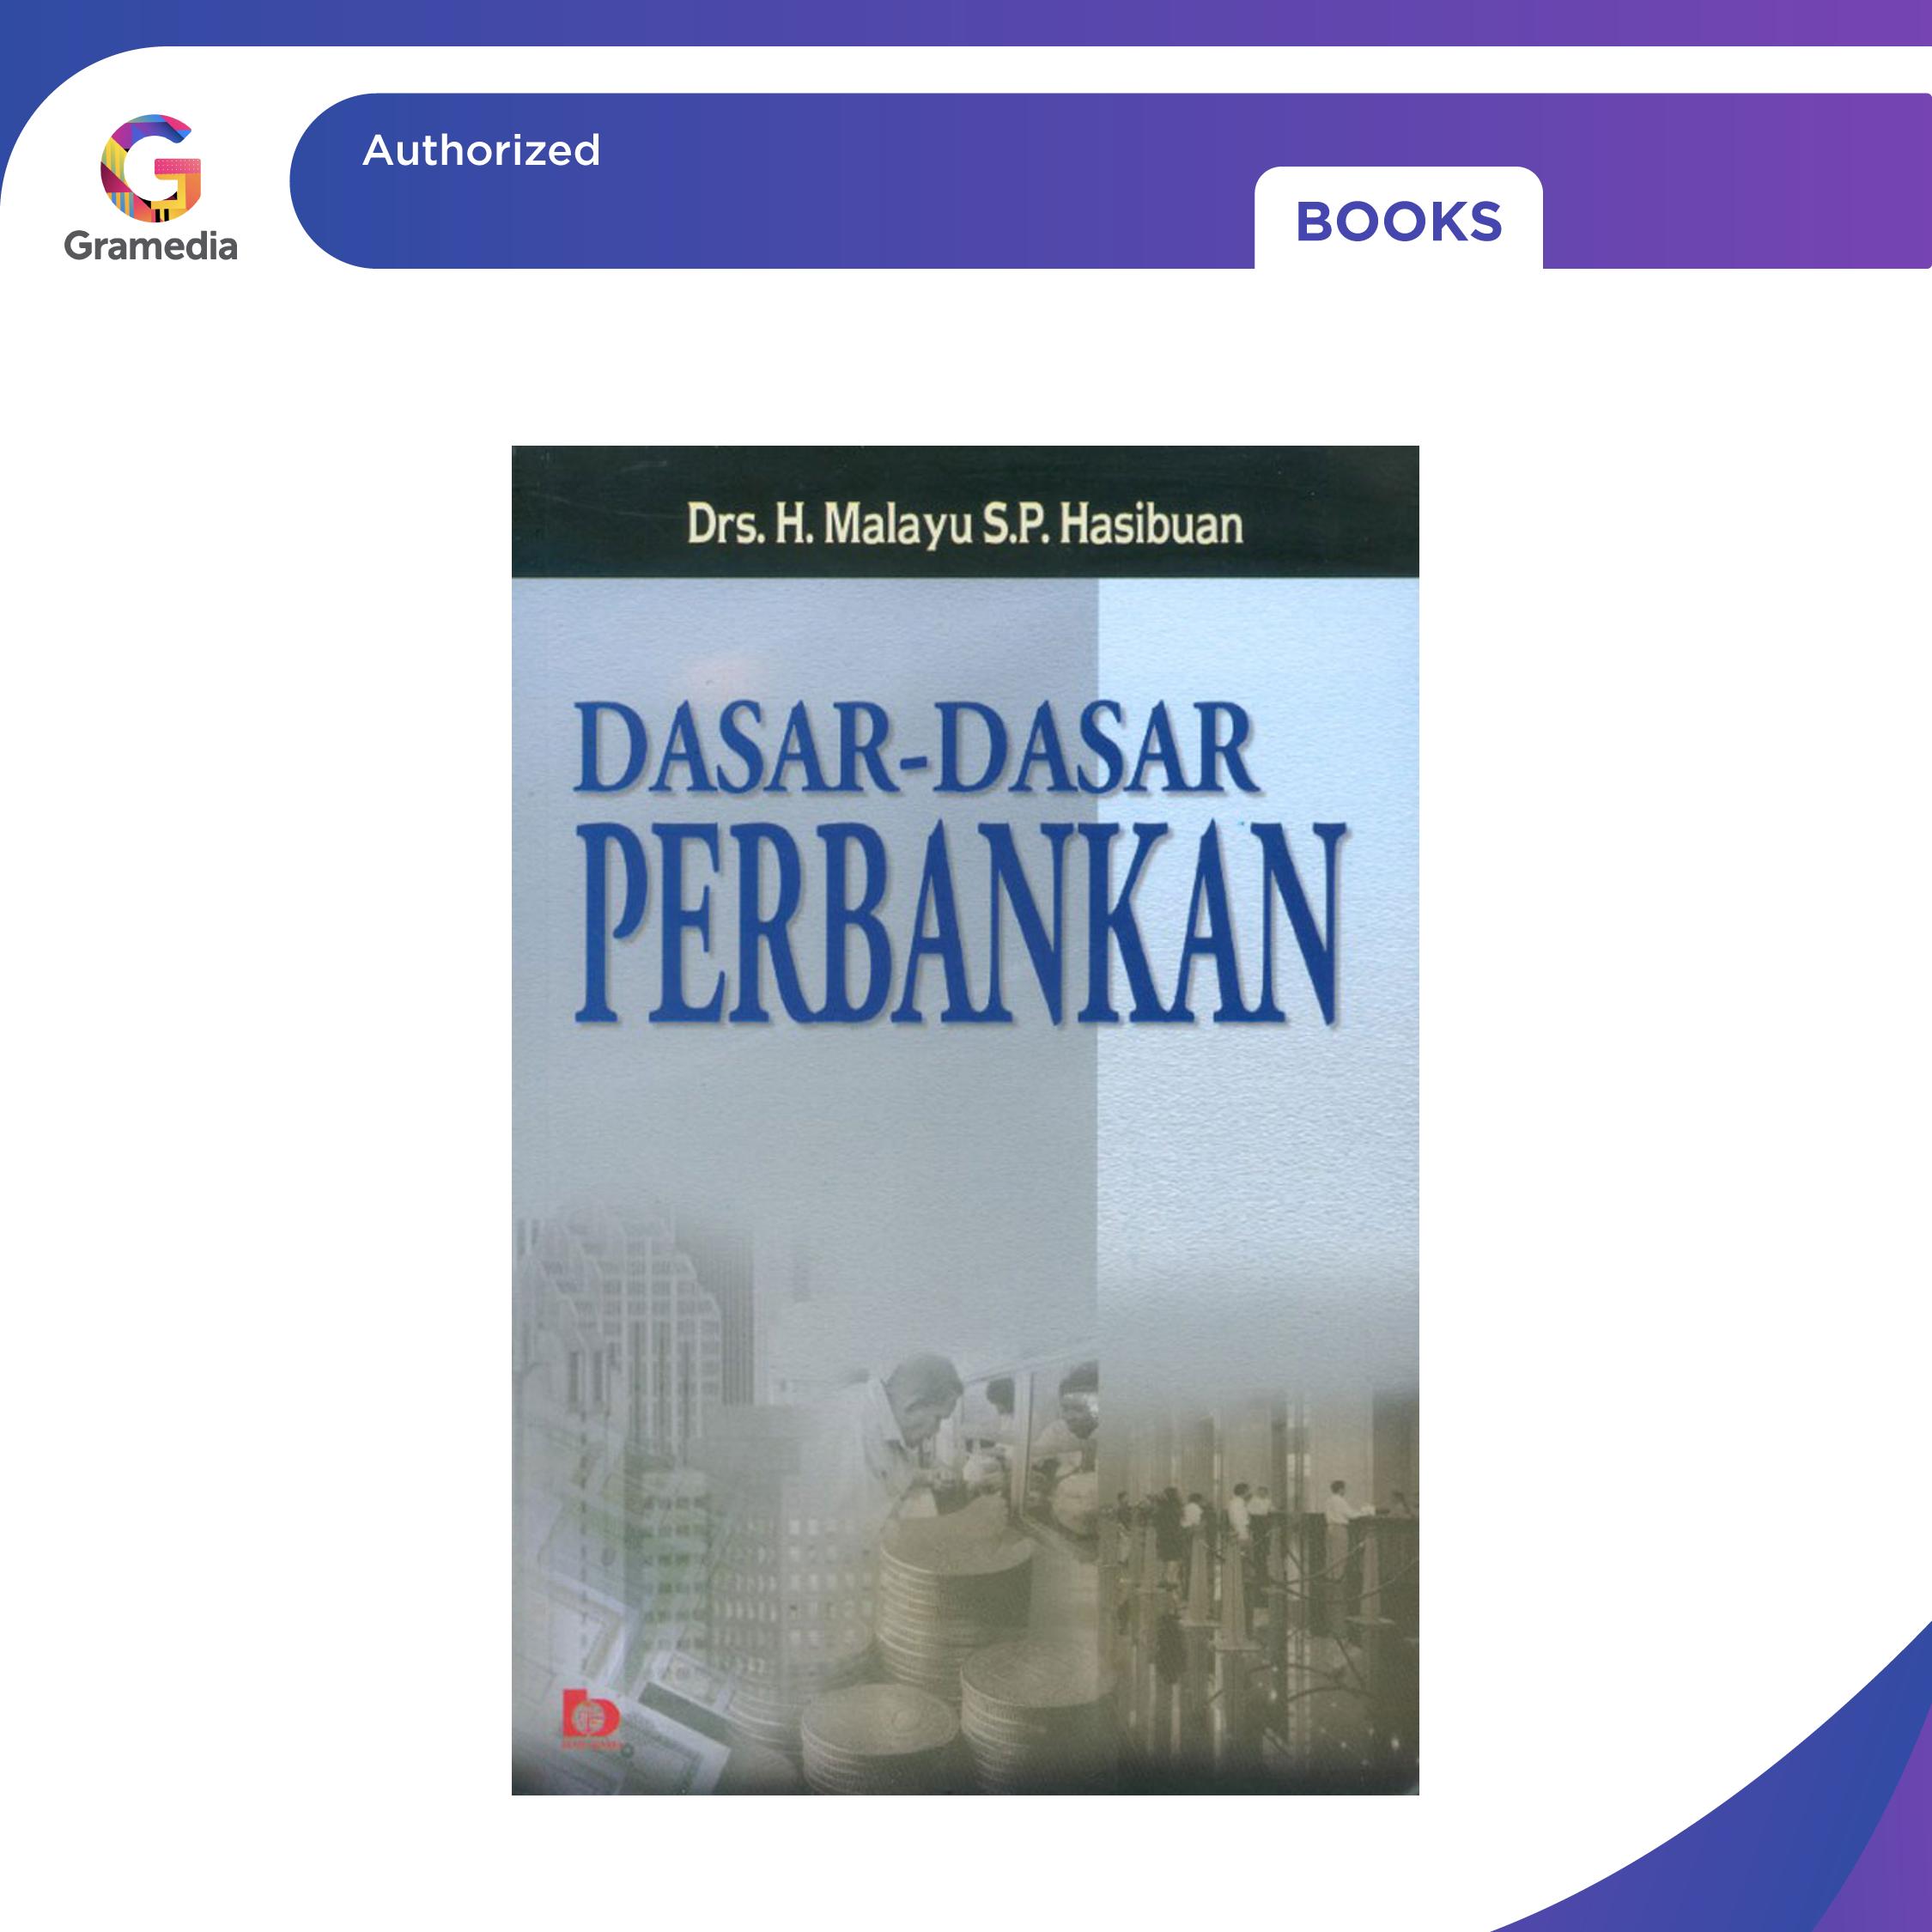 Gramedia
Authorized
BOOKS
Drs. H. Malayu S.P. Hasibuan
DASAR-DASAR
PERBANKAN